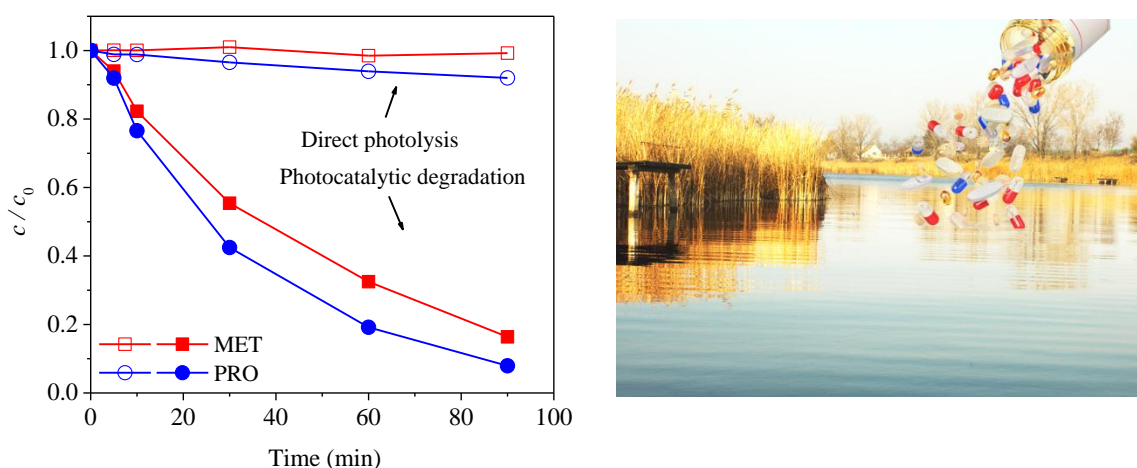 c / c0
1.0
0.8
0.6
0.4
0.2
0.0
Direct photolysis
Photocatalytic degradation
MET
PRO
0 20 40 60 80 100
Time (min)